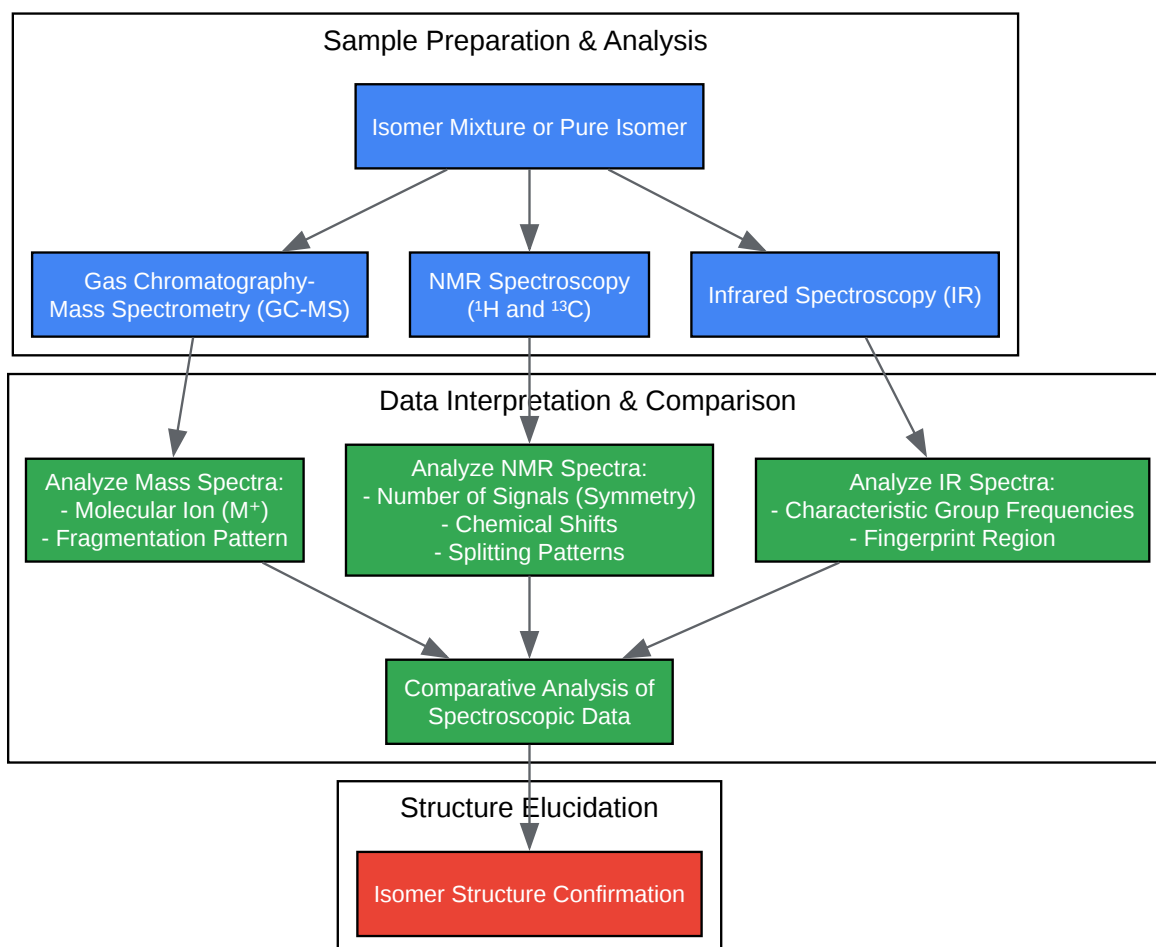 Sample Preparation & Analysis
Isomer Mixture or Pure Isomer
Gas Chromatography-
Mass Spectrometry (GC-MS)
NMR Spectroscopy
(¹H and ¹³C)
Infrared Spectroscopy (IR)
Data Interpretation & Comparison
Analyze Mass Spectra:
- Molecular Ion (M⁺)
- Fragmentation Pattern
Analyze NMR Spectra:
- Number of Signals (Symmetry)
- Chemical Shifts
- Splitting Patterns
Analyze IR Spectra:
- Characteristic Group Frequencies
- Fingerprint Region
Comparative Analysis of
Spectroscopic Data
Structure Elucidation
Isomer Structure Confirmation